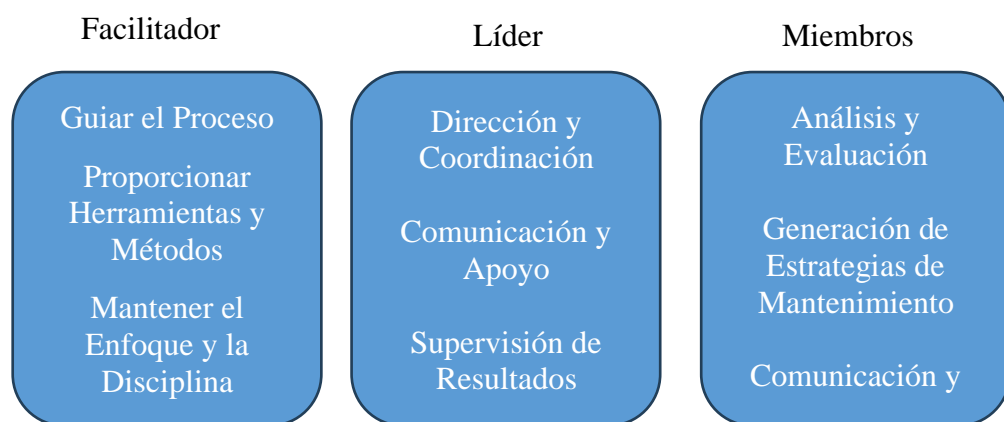 Facilitador
Guiar el Proceso
Proporcionar
Herramientas y
Métodos
Mantener el
Enfoque y la
Disciplina
Líder
Dirección y
Coordinación
Comunicación y
Apoyo
Supervisión de
Resultados
Miembros
Análisis y
Evaluación
Generación de
Estrategias de
Mantenimiento
Comunicación y